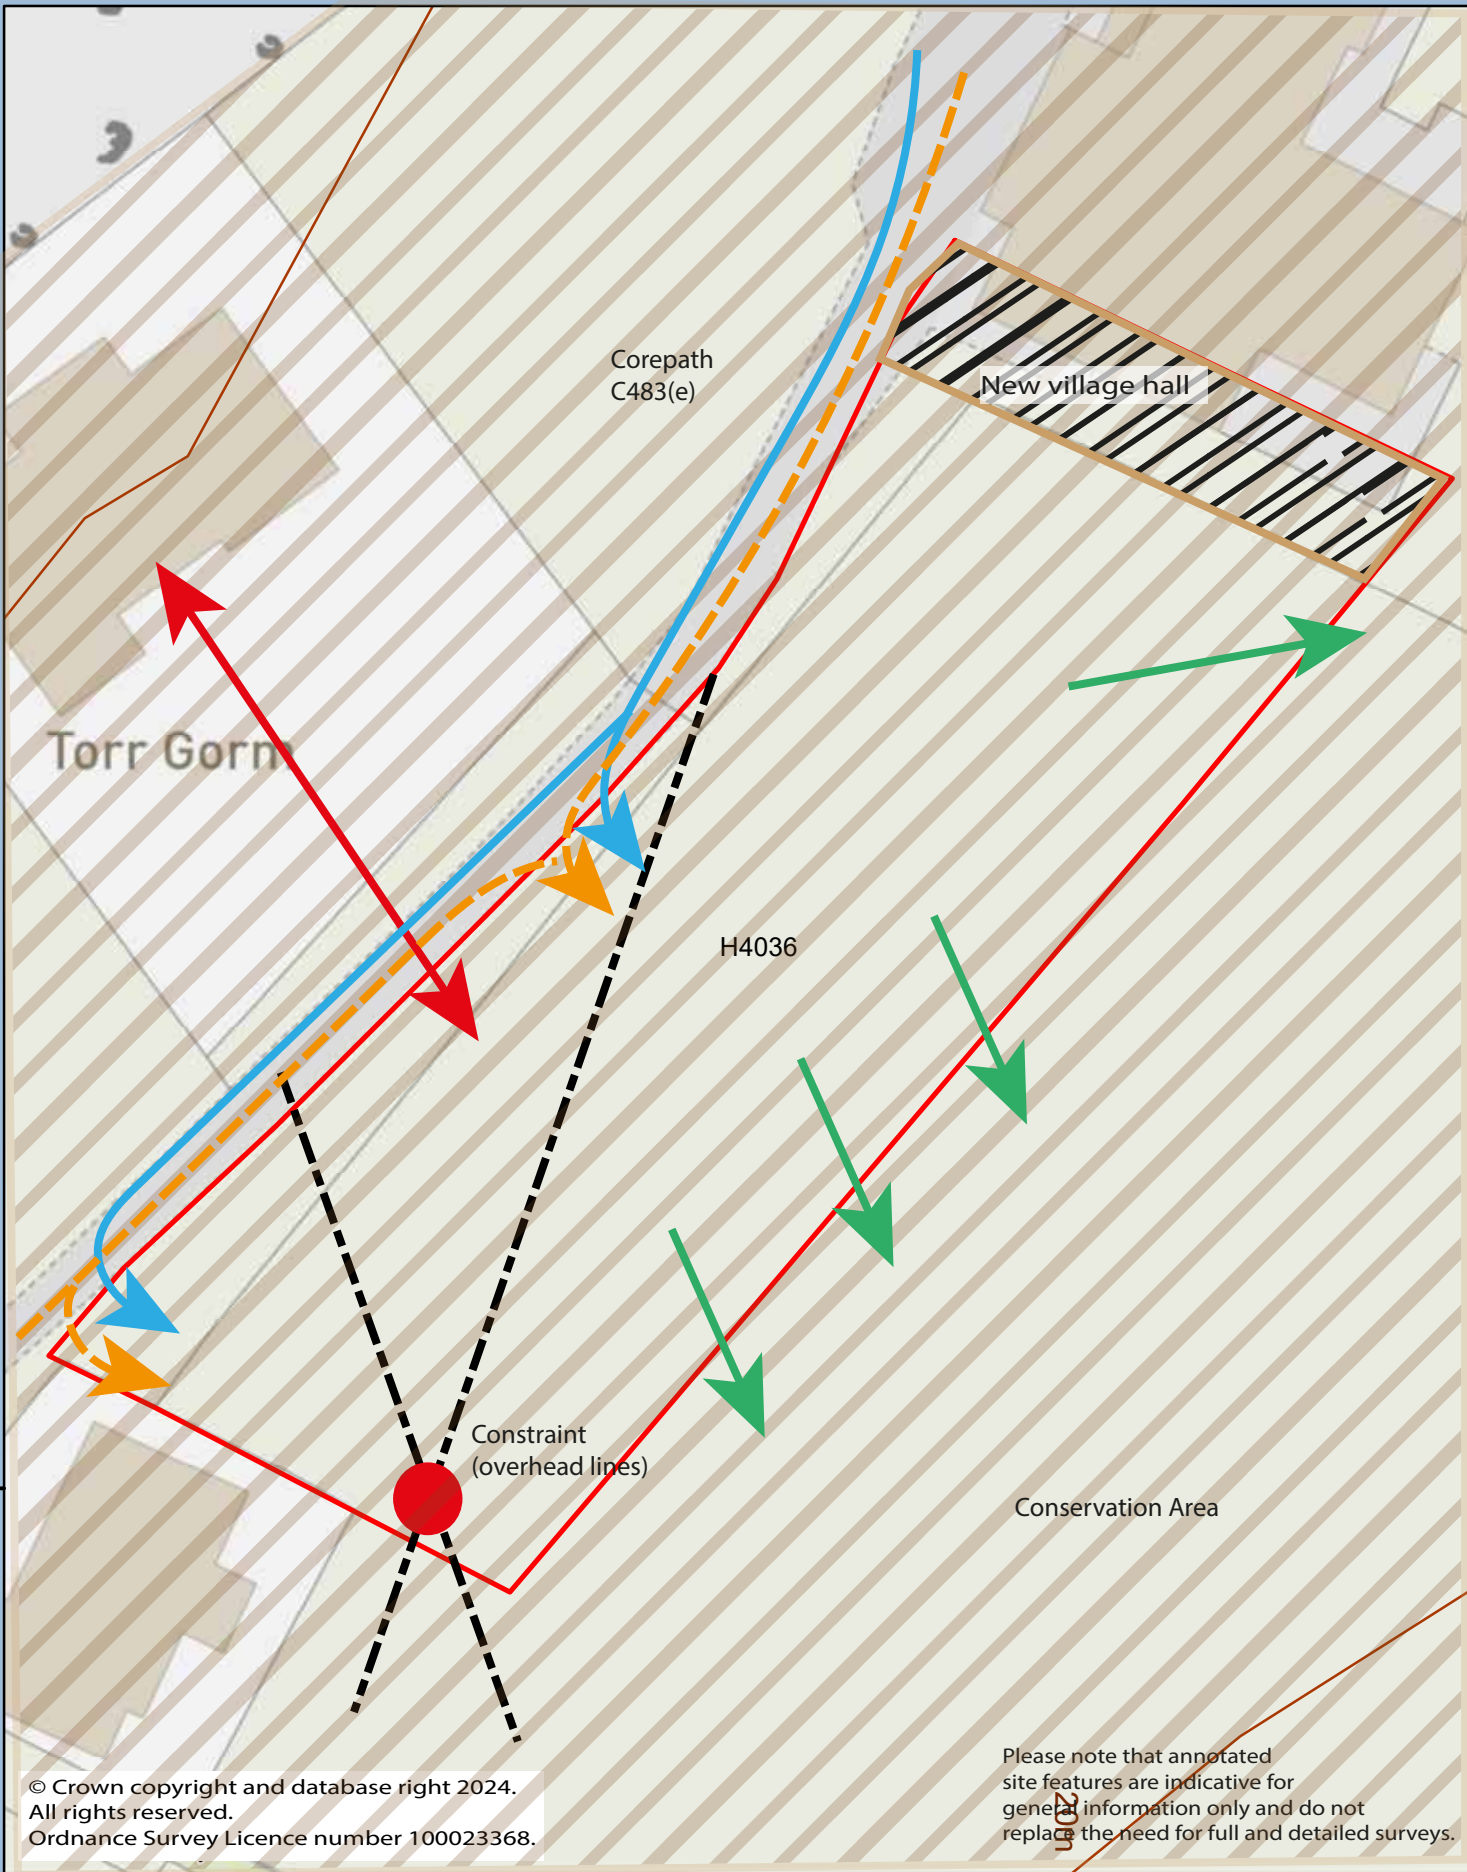 Corepath
C483(e)
New village hall
Torr Gorm
H4036
Constraint
(overhead lines)
Conservation Area
Please note that annotated
site features are indicative for
general information only and do not
replace the need for full and detailed surveys.
20m
© Crown copyright and database right 2024.
All rights reserved.
Ordnance Survey Licence number 100023368.